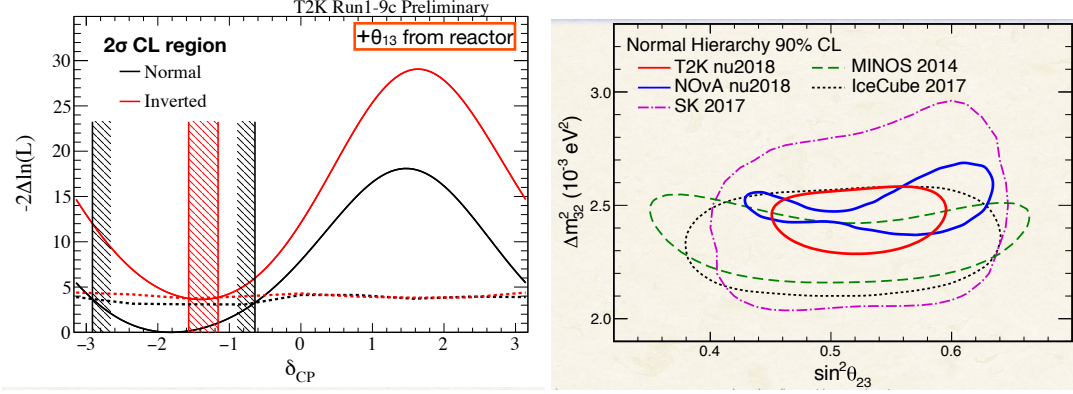 T2K Run1-9c Preliminary
+θ13 from reactor
2σ CL region
Normal
Inverted
-2Δln(L)
30
25
20
15
10
5
0
−3 −2 −1 0 1 2 3
δCP
Normal Hierarchy 90% CL
T2K nu2018 MINOS 2014
NOvA nu2018 IceCube 2017
SK 2017
Δm²32 (10⁻³ eV²)
3.0
2.5
2.0
0.4 0.5 0.6
sin²θ23